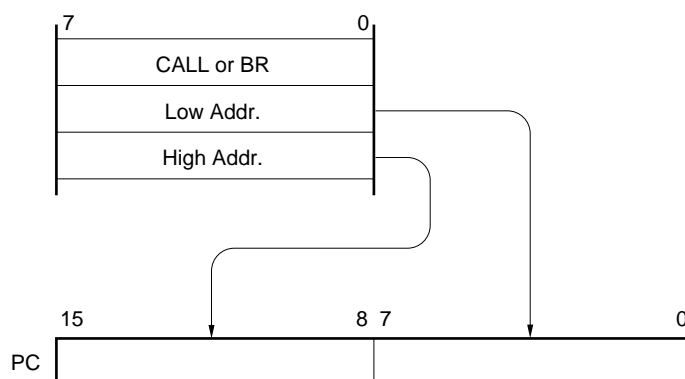 7 0
CALL or BR
Low Addr.
High Addr.
15 8 7 0
PC